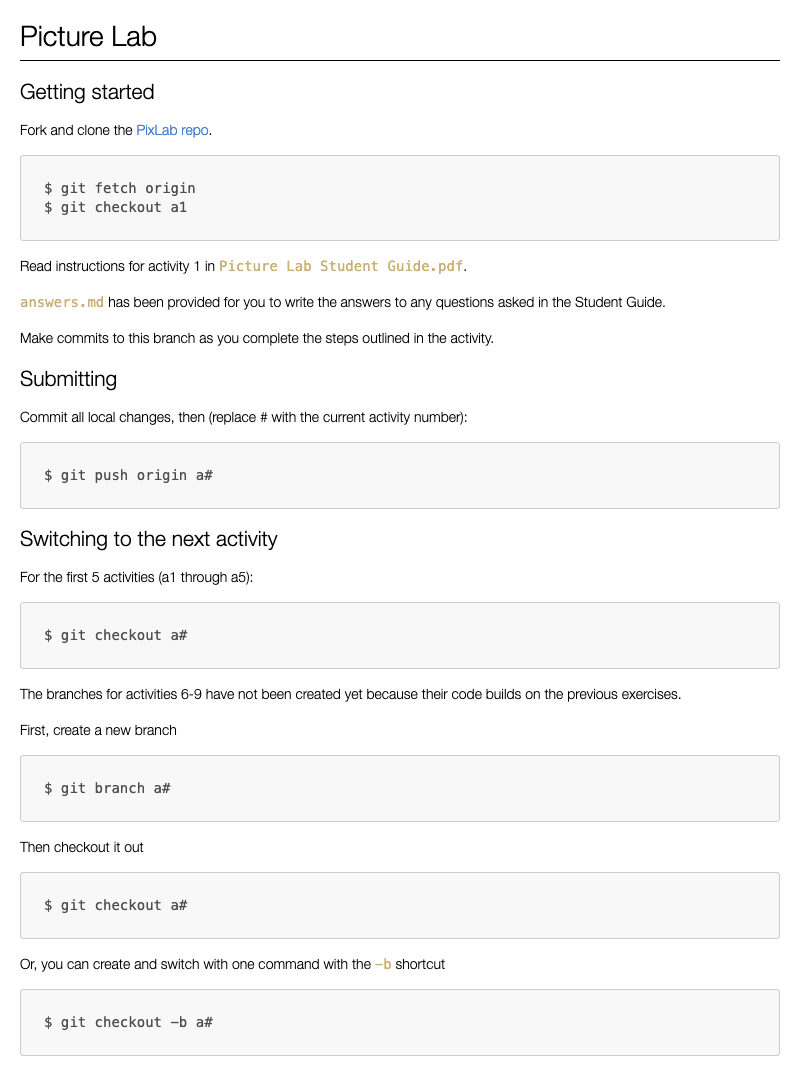 Picture Lab
Getting started
Fork and clone the PixLab repo.
$ git fetch origin
$ git checkout a1
Read instructions for activity 1 in Picture Lab Student Guide.pdf.
answers.md has been provided for you to write the answers to any questions asked in the Student Guide.
Make commits to this branch as you complete the steps outlined in the activity.
Submitting
Commit all local changes, then (replace # with the current activity number):
$ git push origin a#
Switching to the next activity
For the first 5 activities (a1 through a5):
$ git checkout a#
The branches for activities 6-9 have not been created yet because their code builds on the previous exercises.
First, create a new branch
$ git branch a#
Then checkout it out
$ git checkout a#
Or, you can create and switch with one command with the -b shortcut
$ git checkout -b a#